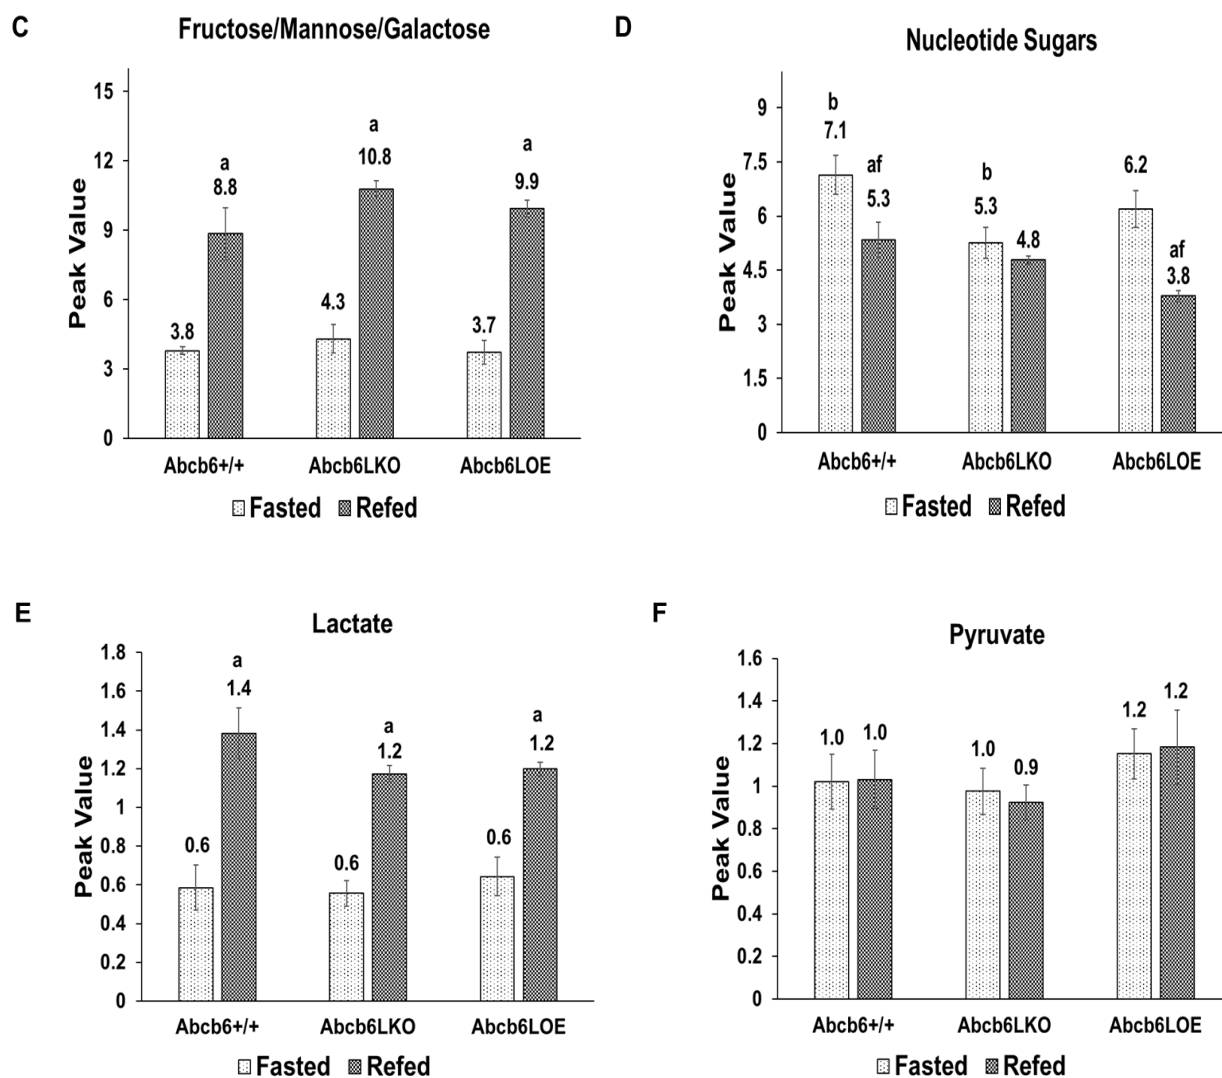 C
Fructose/Mannose/Galactose
Peak Value
15
12
9
6
3
0
3.8
a
8.8
4.3
a
10.8
3.7
a
9.9
Abcb6+/+ Abcb6LKO Abcb6LOE
Fasted Refed
D
Nucleotide Sugars
Peak Value
9
7.5
6
4.5
3
1.5
0
b
7.1
af
5.3
b
5.3
4.8
6.2
af
3.8
Abcb6+/+ Abcb6LKO Abcb6LOE
Fasted Refed
E
Lactate
Peak Value
1.8
1.6
1.4
1.2
1
0.8
0.6
0.4
0.2
0
0.6
a
1.4
0.6
a
1.2
0.6
a
1.2
Abcb6+/+ Abcb6LKO Abcb6LOE
Fasted Refed
F
Pyruvate
Peak Value
1.6
1.4
1.2
1
0.8
0.6
0.4
0.2
0
1.0
1.0
1.0
0.9
1.2
1.2
Abcb6+/+ Abcb6LKO Abcb6LOE
Fasted Refed